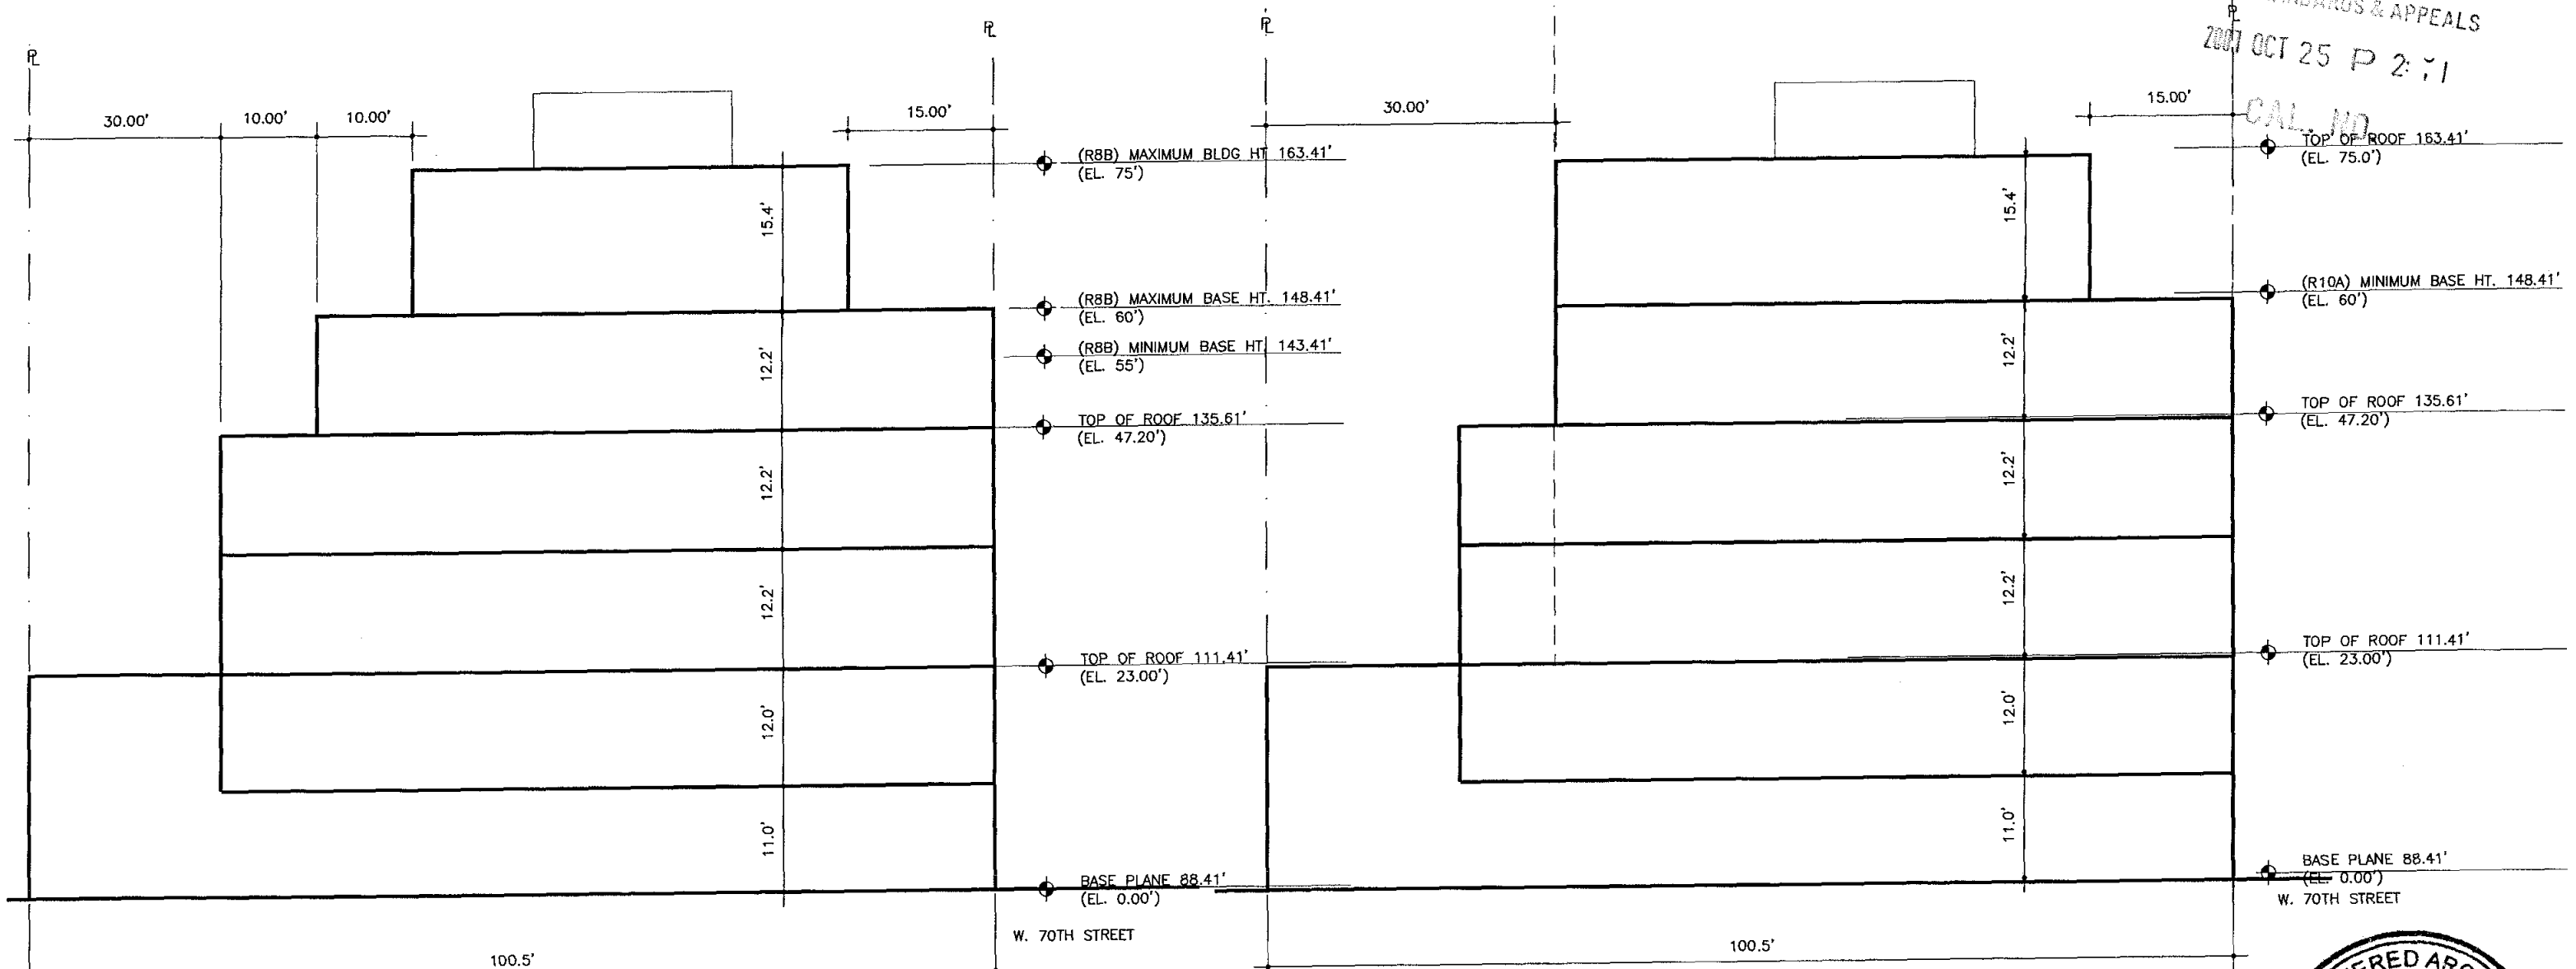 STANDARDS & APPEALS
2007 OCT 25 P 2:
CAL. NO.
30.00'
10.00'
10.00'
15.00'
(R8B) MAXIMUM BLDG HT 163.41'
(EL. 75')
15.4'
(R8B) MAXIMUM BASE HT. 148.41'
(EL. 60')
(R8B) MINIMUM BASE HT. 143.41'
(EL. 55')
12.2'
TOP OF ROOF 135.61'
(EL. 47.20')
12.2'
12.2'
TOP OF ROOF 111.41'
(EL. 23.00')
12.0'
11.0'
BASE PLANE 88.41'
(EL. 0.00')
W. 70TH STREET
100.5'
30.00'
15.00'
TOP OF ROOF 163.41'
(EL. 75.0')
15.4'
(R10A) MINIMUM BASE HT. 148.41'
(EL. 60')
12.2'
TOP OF ROOF 135.61'
(EL. 47.20')
12.2'
12.2'
TOP OF ROOF 111.41'
(EL. 23.00')
12.0'
11.0'
BASE PLANE 88.41'
(EL. 0.00')
W. 70TH STREET
100.5'